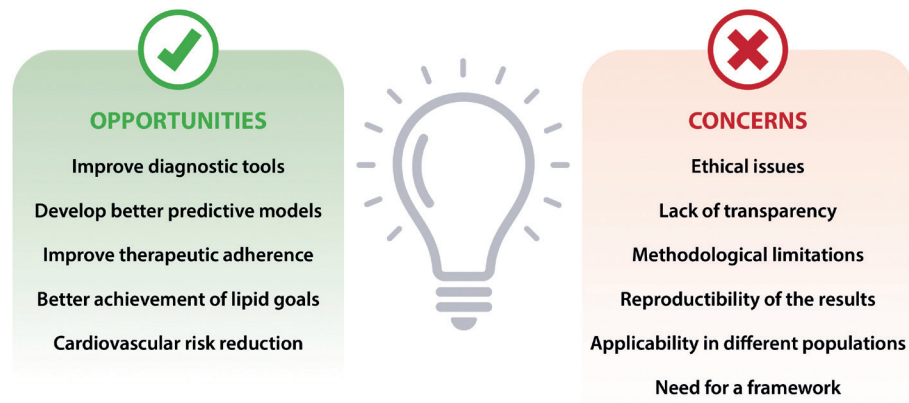 OPPORTUNITIES
Improve diagnostic tools
Develop better predictive models
Improve therapeutic adherence
Better achievement of lipid goals
Cardiovascular risk reduction
CONCERNS
Ethical issues
Lack of transparency
Methodological limitations
Reproductibility of the results
Applicability in different populations
Need for a framework